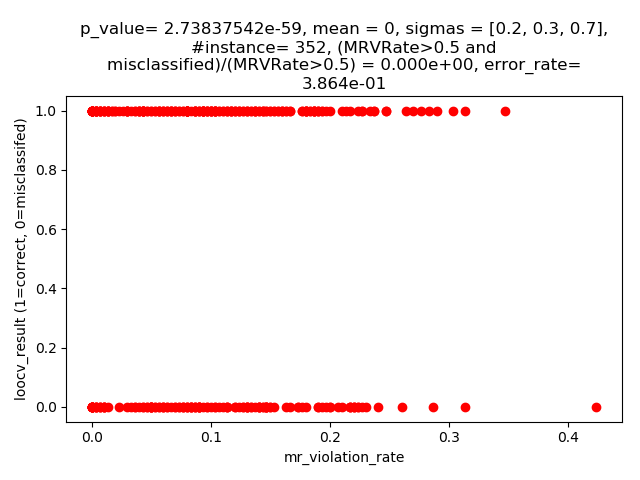 p_value= 2.73837542e-59, mean = 0, sigmas = [0.2, 0.3, 0.7],
#instance= 352, (MRVRate>0.5 and
misclassified)/(MRVRate>0.5) = 0.000e+00, error_rate=
3.864e-01
1.0
0.8
0.6
0.4
0.2
0.0
loocv_result (1=correct, 0=misclassifed)
0.0 0.1 0.2 0.3 0.4
mr_violation_rate